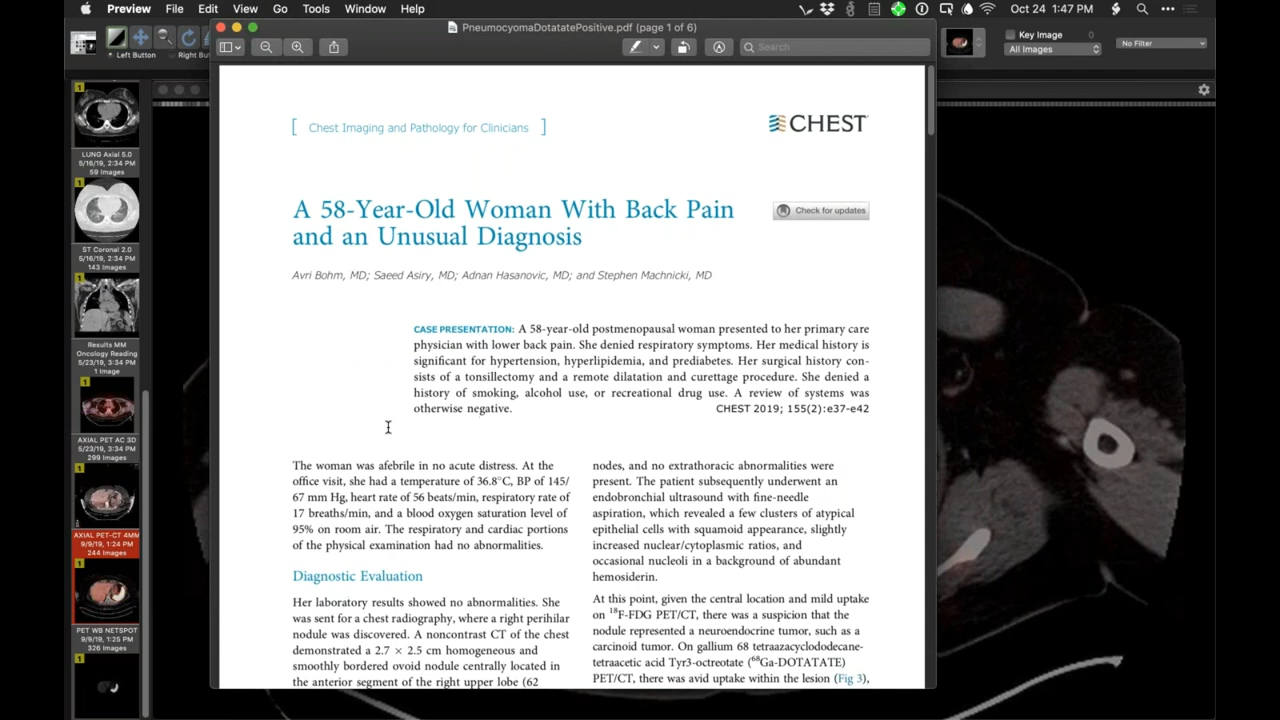 Preview File Edit View Go Tools Window Help
Oct 24 1:47 PM
PneumocyomaDotatatePositive.pdf (page 1 of 6)
Left Button
Right Bu
Search
Key Image 0
All Images
No Filter
1
LUNG Axial 5.0
5/16/19, 2:34 PM
59 Images
1
ST Coronal 2.0
5/16/19, 2:34 PM
143 Images
1
Results MM
Oncology Reading
5/23/19, 3:34 PM
1 Image
1
AXIAL PET AC 3D
5/23/19, 3:34 PM
299 Images
1
AXIAL PET-CT 4MM
9/9/19, 1:24 PM
244 Images
1
PET WB NETSPOT
9/9/19, 1:25 PM
326 Images
1
[ Chest Imaging and Pathology for Clinicians ]
CHEST
A 58-Year-Old Woman With Back Pain
and an Unusual Diagnosis
Check for updates
Avri Bohm, MD; Saeed Asiry, MD; Adnan Hasanovic, MD; and Stephen Machnicki, MD
CASE PRESENTATION: A 58-year-old postmenopausal woman presented to her primary care
physician with lower back pain. She denied respiratory symptoms. Her medical history is
significant for hypertension, hyperlipidemia, and prediabetes. Her surgical history con-
sists of a tonsillectomy and a remote dilatation and curettage procedure. She denied a
history of smoking, alcohol use, or recreational drug use. A review of systems was
otherwise negative. CHEST 2019; 155(2):e37-e42
The woman was afebrile in no acute distress. At the
office visit, she had a temperature of 36.8°C, BP of 145/
67 mm Hg, heart rate of 56 beats/min, respiratory rate of
17 breaths/min, and a blood oxygen saturation level of
95% on room air. The respiratory and cardiac portions
of the physical examination had no abnormalities.
Diagnostic Evaluation
Her laboratory results showed no abnormalities. She
was sent for a chest radiography, where a right perihilar
nodule was discovered. A noncontrast CT of the chest
demonstrated a 2.7 × 2.5 cm homogeneous and
smoothly bordered ovoid nodule centrally located in
the anterior segment of the right upper lobe (62
nodes, and no extrathoracic abnormalities were
present. The patient subsequently underwent an
endobronchial ultrasound with fine-needle
aspiration, which revealed a few clusters of atypical
epithelial cells with squamoid appearance, slightly
increased nuclear/cytoplasmic ratios, and
occasional nucleoli in a background of abundant
hemosiderin.
At this point, given the central location and mild uptake
on ¹⁸F-FDG PET/CT, there was a suspicion that the
nodule represented a neuroendocrine tumor, such as a
carcinoid tumor. On gallium 68 tetraazacyclododecane-
tetraacetic acid Tyr3-octreotate (⁶⁸Ga-DOTATATE)
PET/CT, there was avid uptake within the lesion (Fig 3),